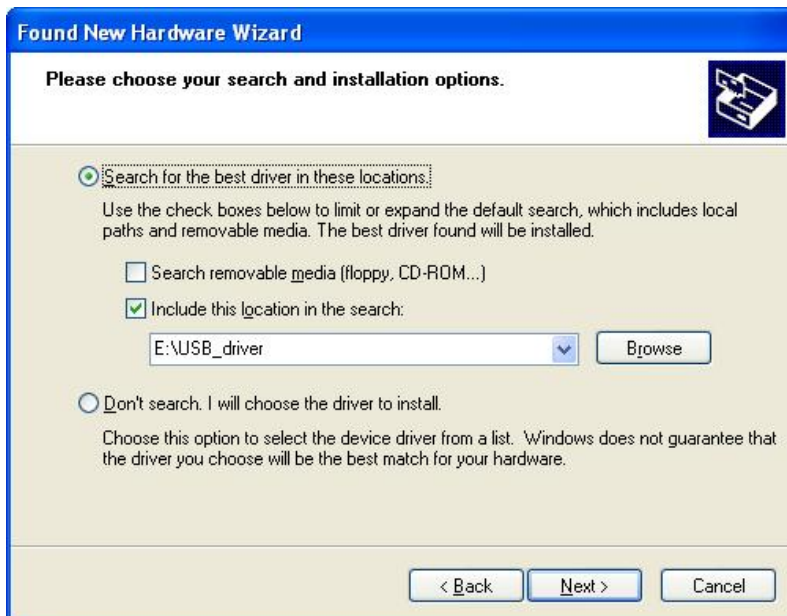 Found New Hardware Wizard
Please choose your search and installation options.
Search for the best driver in these locations.
Use the check boxes below to limit or expand the default search, which includes local
paths and removable media. The best driver found will be installed.
Search removable media (floppy, CD-ROM...)
Include this location in the search:
E:\USB_driver
Browse
Don't search. I will choose the driver to install.
Choose this option to select the device driver from a list. Windows does not guarantee that
the driver you choose will be the best match for your hardware.
< Back
Next >
Cancel